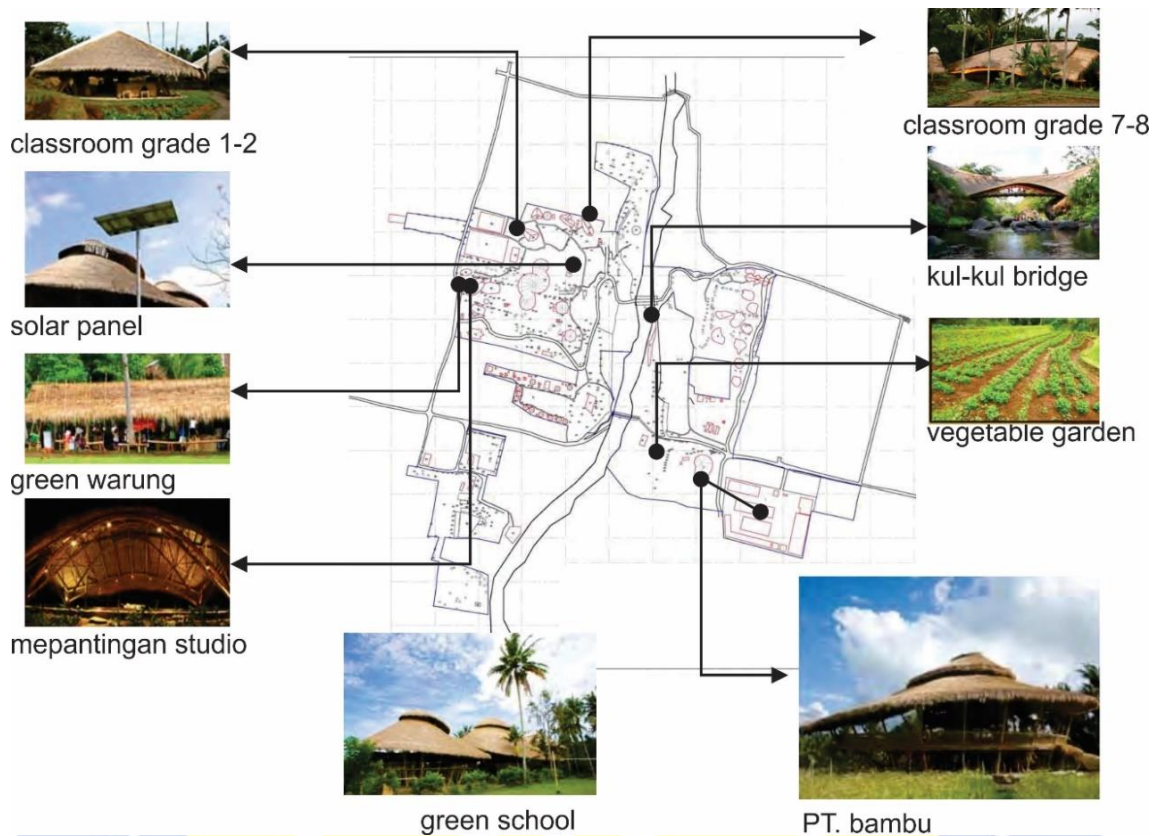 classroom grade 1-2
classroom grade 7-8
solar panel
kul-kul bridge
green warung
vegetable garden
mepantingan studio
green school
PT. bambu